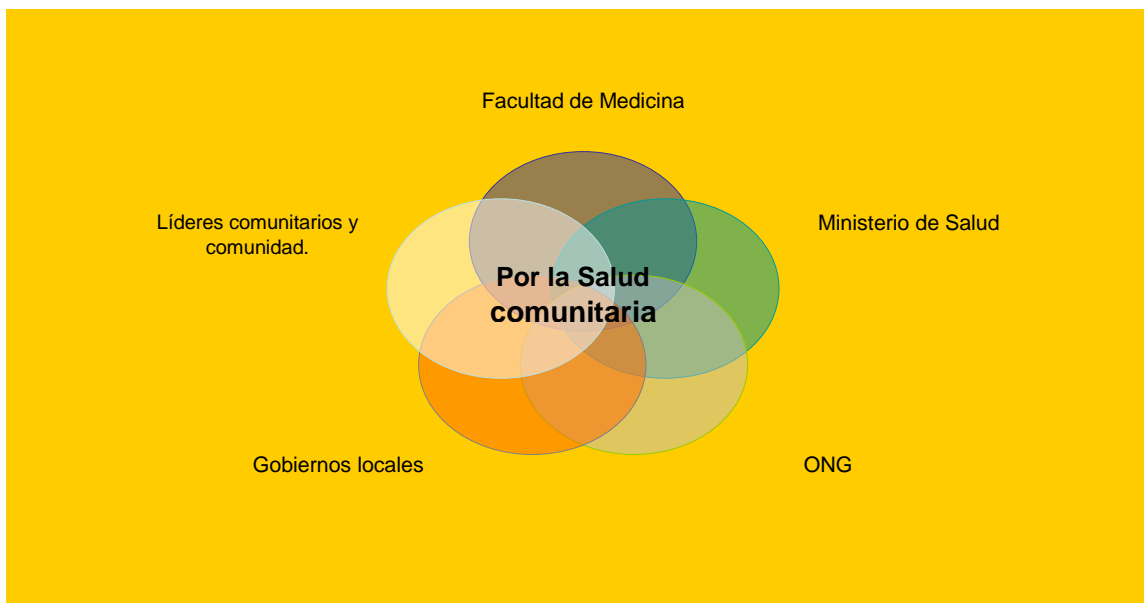 Facultad de Medicina
Líderes comunitarios y
comunidad.
Ministerio de Salud
Por la Salud
comunitaria
Gobiernos locales
ONG